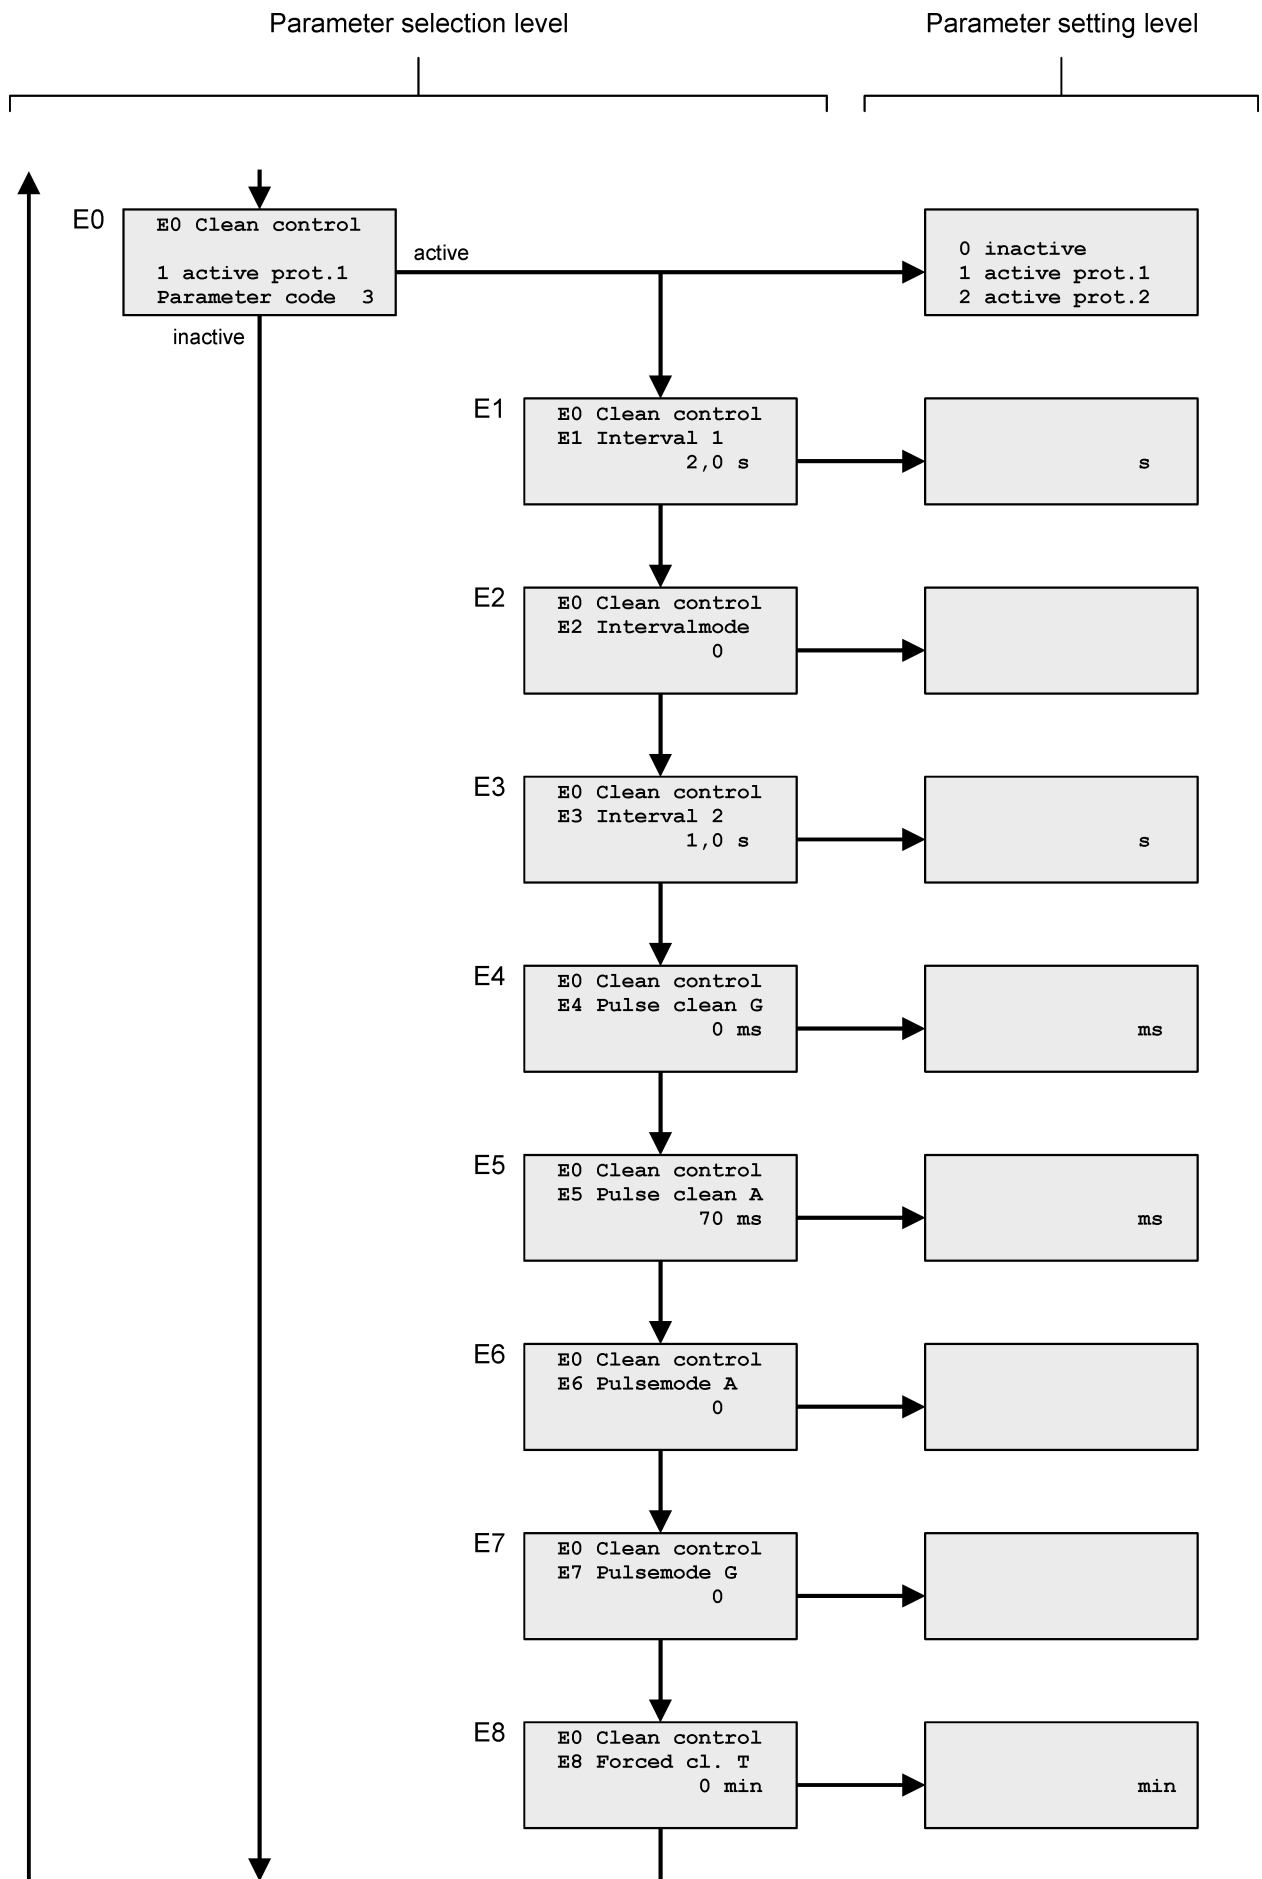 Parameter selection level
Parameter setting level
E0
E0 Clean control
1 active prot.1
Parameter code 3
active
inactive
0 inactive
1 active prot.1
2 active prot.2
E1
E0 Clean control
E1 Interval 1
2,0 s
s
E2
E0 Clean control
E2 Intervalmode
0
E3
E0 Clean control
E3 Interval 2
1,0 s
s
E4
E0 Clean control
E4 Pulse clean G
0 ms
ms
E5
E0 Clean control
E5 Pulse clean A
70 ms
ms
E6
E0 Clean control
E6 Pulsemode A
0
E7
E0 Clean control
E7 Pulsemode G
0
E8
E0 Clean control
E8 Forced cl. T
0 min
min